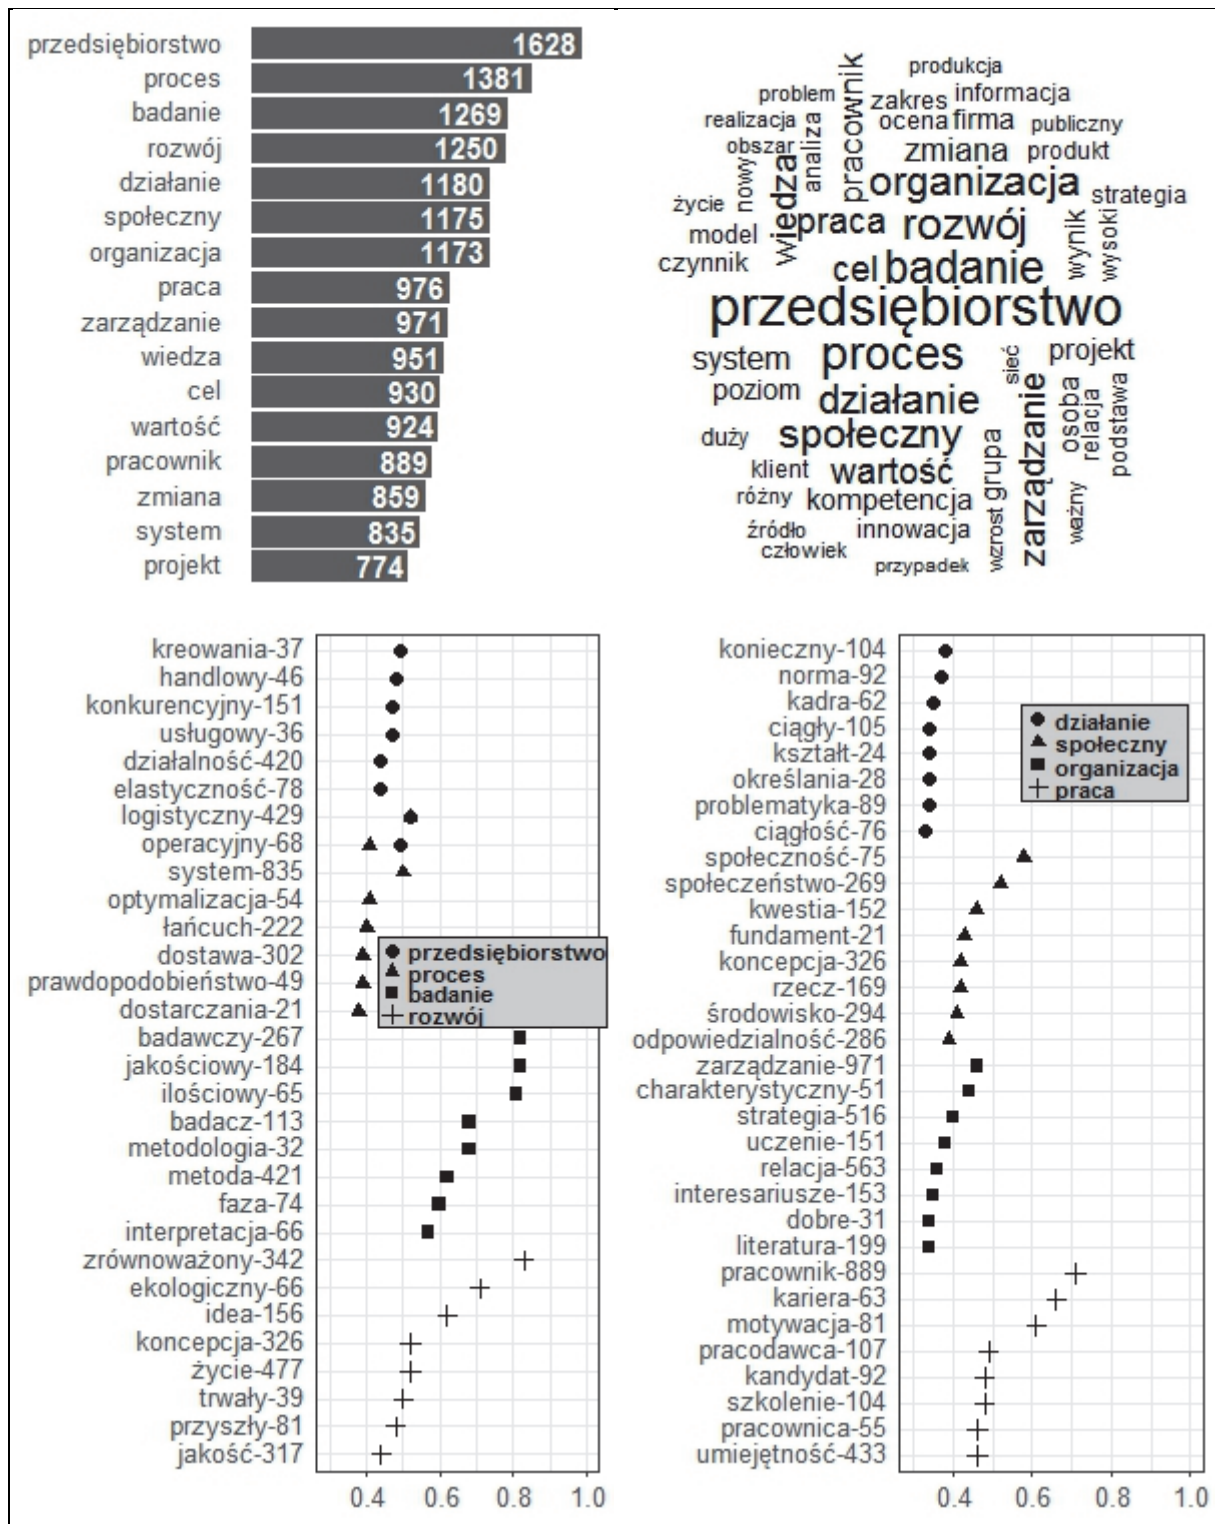 przedsiębiorstwo 1628
proces 1381
badanie 1269
rozwój 1250
działanie 1180
społeczny 1175
organizacja 1173
praca 976
zarządzanie 971
wiedza 951
cel 930
wartość 924
pracownik 889
zmiana 859
system 835
projekt 774
produkcja
problem
pracownik
zakres
informacja
realizacja
analiza
ocena
firma
publiczny
obszar
zmiana
produkt
nowy
wiedza
organizacja
strategia
życie
praca
rozwój
wynik
wysoki
model
czynnik
cel
badanie
przedsiębiorstwo
system
proces
sieć
projekt
poziom
działanie
zarządzanie
osoba
relacja
podstawa
duży
społeczny
grupa
klient
wartość
różny
kompetencja
ważny
źródło
innowacja
wzrost
człowiek
przypadek
kreowania-37
handlowy-46
konkurencyjny-151
usługowy-36
działalność-420
elastyczność-78
logistyczny-429
operacyjny-68
system-835
optymalizacja-54
łańcuch-222
dostawa-302
prawdopodobieństwo-49
dostarczania-21
badawczy-267
jakościowy-184
ilościowy-65
badacz-113
metodologia-32
metoda-421
faza-74
interpretacja-66
zrównoważony-342
ekologiczny-66
idea-156
koncepcja-326
życie-477
trwały-39
przyszły-81
jakość-317
przedsiębiorstwo
proces
badanie
rozwój
0.4 0.6 0.8 1.0
konieczny-104
norma-92
kadra-62
ciągły-105
kształt-24
określania-28
problematyka-89
ciągłość-76
społeczność-75
społeczeństwo-269
kwestia-152
fundament-21
koncepcja-326
rzecz-169
środowisko-294
odpowiedzialność-286
zarządzanie-971
charakterystyczny-51
strategia-516
uczenie-151
relacja-563
interesariusze-153
dobre-31
literatura-199
pracownik-889
kariera-63
motywacja-81
pracodawca-107
kandydat-92
szkolenie-104
pracownica-55
umiejętność-433
działanie
społeczny
organizacja
praca
0.4 0.6 0.8 1.0